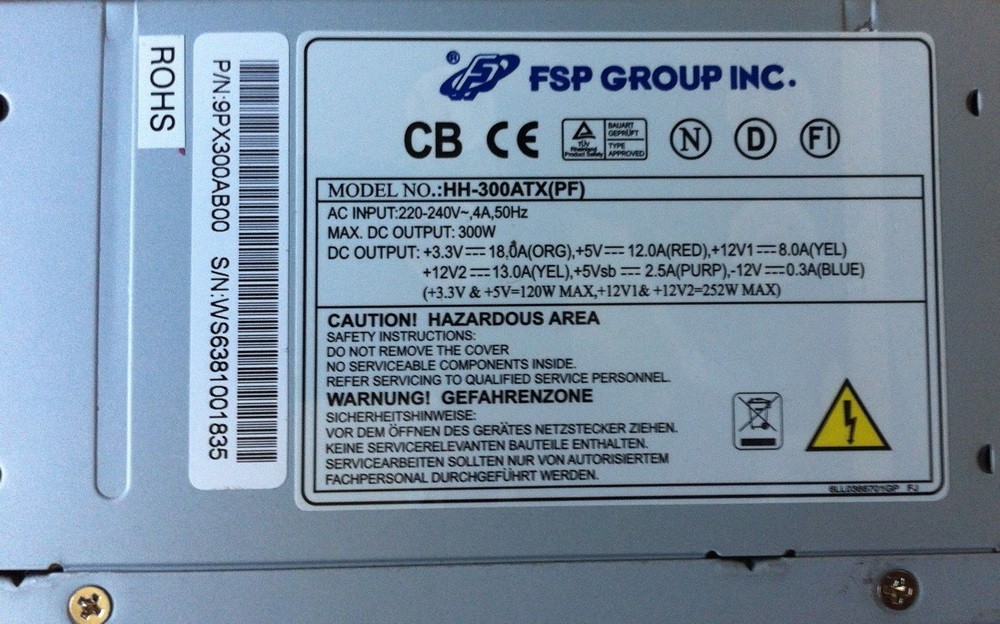 ROHS
P/N:9PX300AB00 S/N:WS6381001835
® FSP GROUP INC.
CB CE TÜV Rheinland Product Safety BAUART GEPRÜFT TYPE APPROVED N D FI
MODEL NO.:HH-300ATX(PF)
AC INPUT:220-240V~,4A,50Hz
MAX. DC OUTPUT: 300W
DC OUTPUT: +3.3V⎓18.0A(ORG),+5V⎓12.0A(RED),+12V1⎓8.0A(YEL)
+12V2⎓13.0A(YEL),+5Vsb⎓2.5A(PURP),-12V⎓0.3A(BLUE)
(+3.3V & +5V=120W MAX,+12V1& +12V2=252W MAX)
CAUTION! HAZARDOUS AREA
SAFETY INSTRUCTIONS:
DO NOT REMOVE THE COVER
NO SERVICEABLE COMPONENTS INSIDE.
REFER SERVICING TO QUALIFIED SERVICE PERSONNEL.
WARNUNG! GEFAHRENZONE
SICHERHEITSHINWEISE:
VOR DEM ÖFFNEN DES GERÄTES NETZSTECKER ZIEHEN.
KEINE SERVICERELEVANTEN BAUTEILE ENTHALTEN.
SERVICEARBEITEN SOLLTEN NUR VON AUTORISIERTEM
FACHPERSONAL DURCHGEFÜHRT WERDEN.
FJ